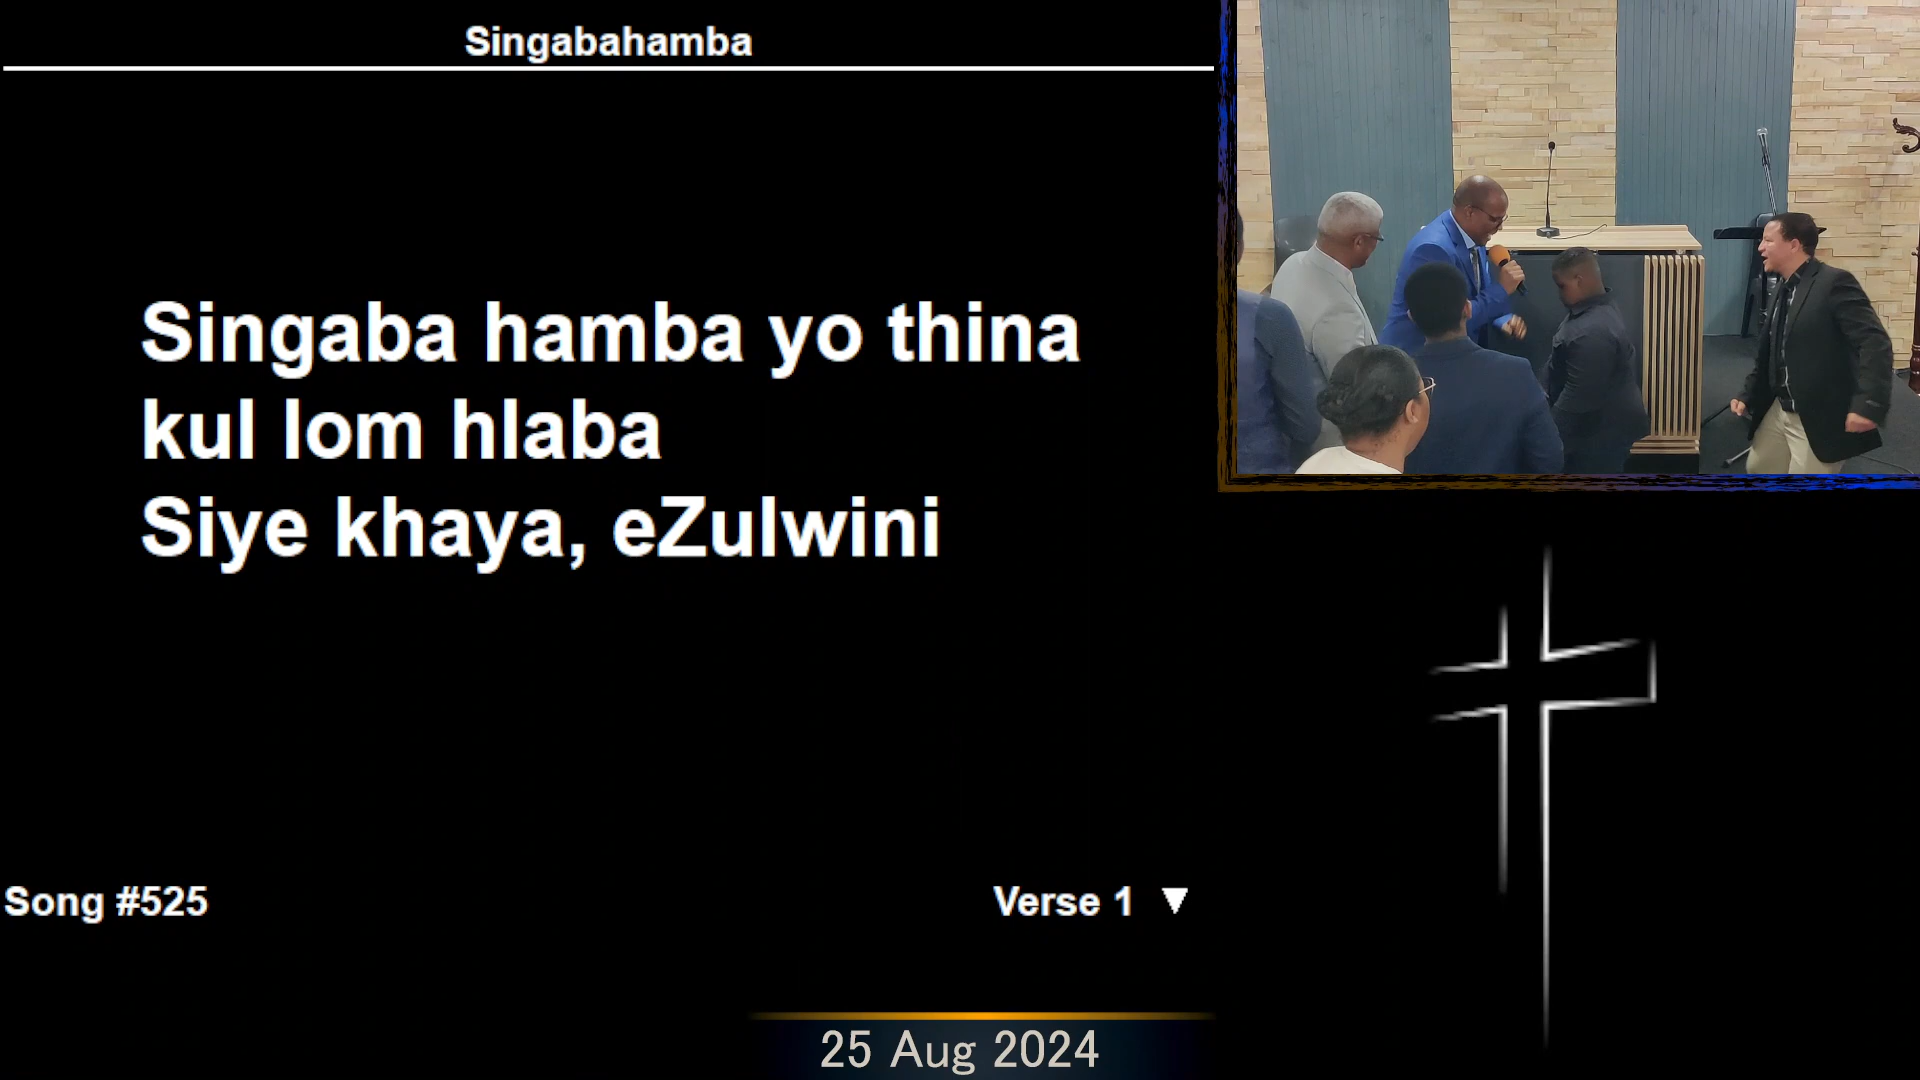 Singabahamba
Singaba hamba yo thina
kul lom hlaba
Siye khaya, eZulwini
Song #525
Verse 1 ▼
25 Aug 2024